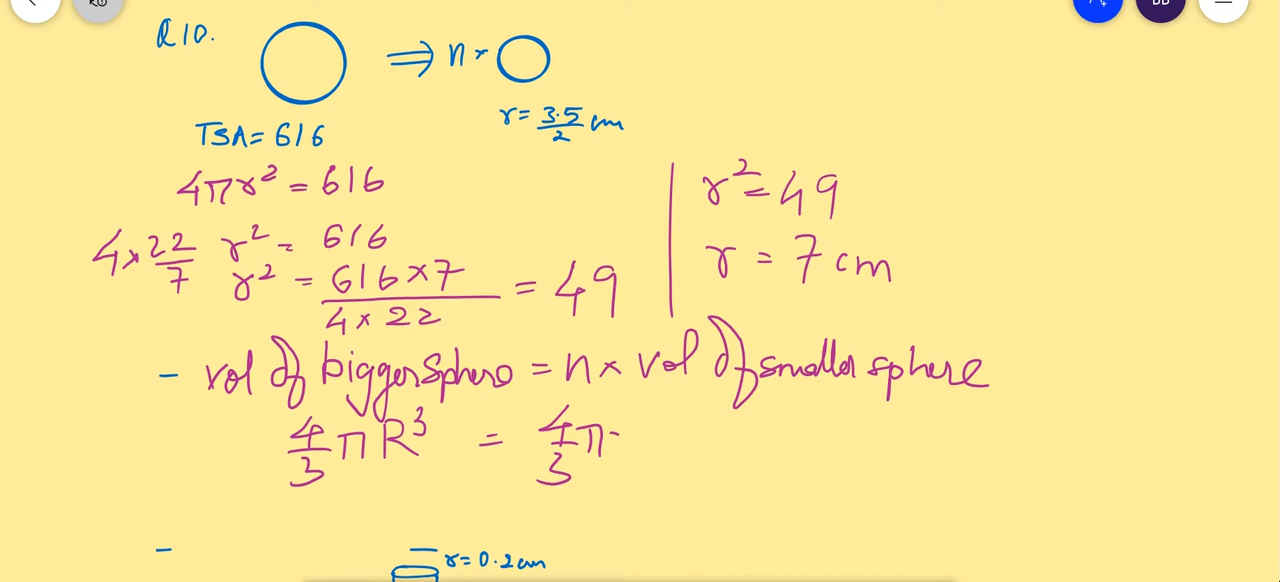 Q10.
⇒ n ×
r = 3.5/2 cm
TSA = 616
4πr² = 616
4×22/7 r² = 616
r² = 616×7/4×22 = 49
r² = 49
r = 7 cm
- vol of bigger sphere = n × vol of smaller sphere
4/3 π R³ = 4/3 π
-
r = 0.2 cm